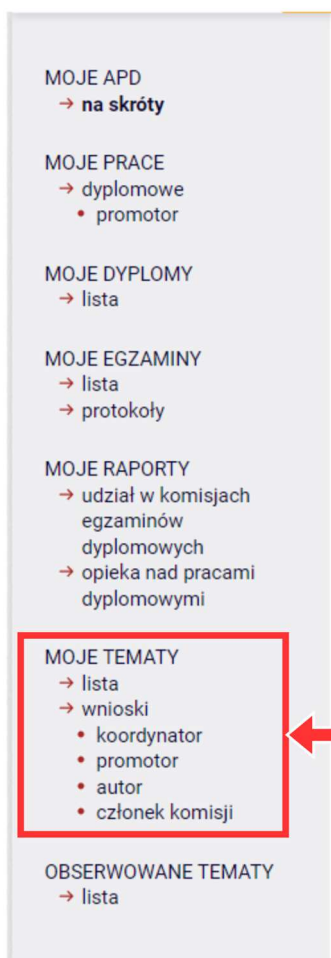 MOJE APD
→ na skróty
MOJE PRACE
→ dyplomowe
• promotor
MOJE DYPLOMY
→ lista
MOJE EGZAMINY
→ lista
→ protokoły
MOJE RAPORTY
→ udział w komisjach
egzaminów
dyplomowych
→ opieka nad pracami
dyplomowymi
MOJE TEMATY
→ lista
→ wnioski
• koordynator
• promotor
• autor
• członek komisji
OBSERWOWANE TEMATY
→ lista